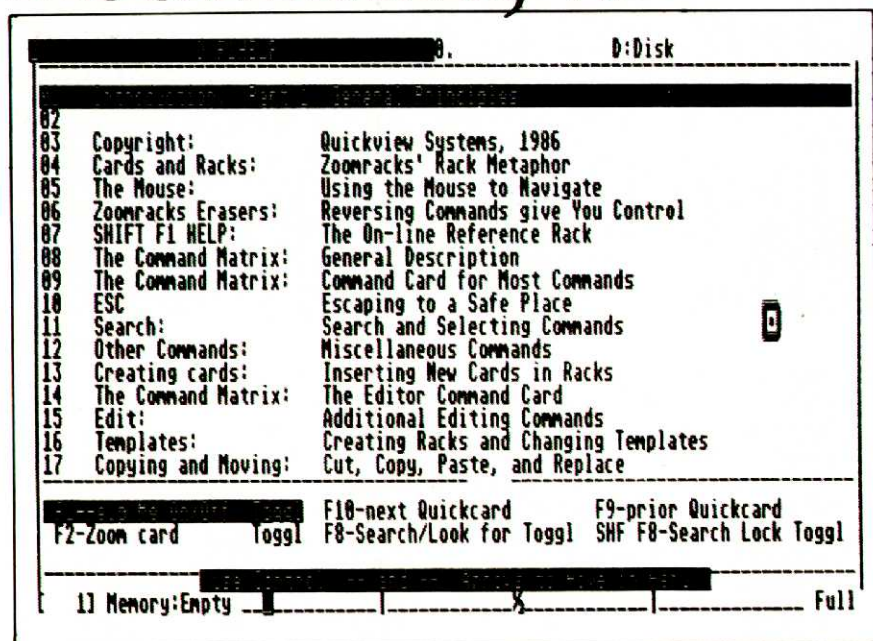 0. D:Disk
Introduction Part 1 General Principles
02
03 Copyright: Quickview Systems, 1986
04 Cards and Racks: Zoomracks' Rack Metaphor
05 The Mouse: Using the Mouse to Navigate
06 Zoomracks Erasers: Reversing Commands give You Control
07 SHIFT F1 HELP: The On-line Reference Rack
08 The Command Matrix: General Description
09 The Command Matrix: Command Card for Most Commands
10 ESC Escaping to a Safe Place
11 Search: Search and Selecting Commands
12 Other Commands: Miscellaneous Commands
13 Creating cards: Inserting New Cards in Racks
14 The Command Matrix: The Editor Command Card
15 Edit: Additional Editing Commands
16 Templates: Creating Racks and Changing Templates
17 Copying and Moving: Cut, Copy, Paste, and Replace
Toggl F10-next Quickcard F9-prior Quickcard
F2-Zoom card Toggl F8-Search/Look for Toggl SHF F8-Search Lock Toggl
[ 1] Memory:Empty Full